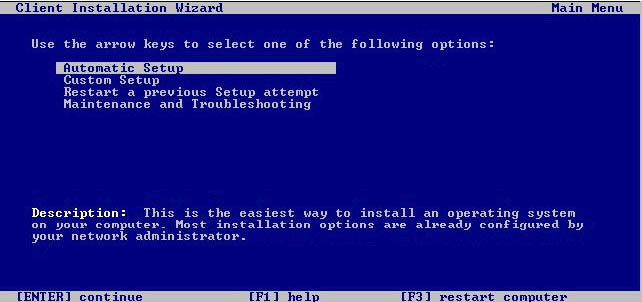 Client Installation Wizard Main Menu
Use the arrow keys to select one of the following options:
Automatic Setup
Custom Setup
Restart a previous Setup attempt
Maintenance and Troubleshooting
Description: This is the easiest way to install an operating system
on your computer. Most installation options are already configured by
your network administrator.
[ENTER] continue [F1] help [F3] restart computer